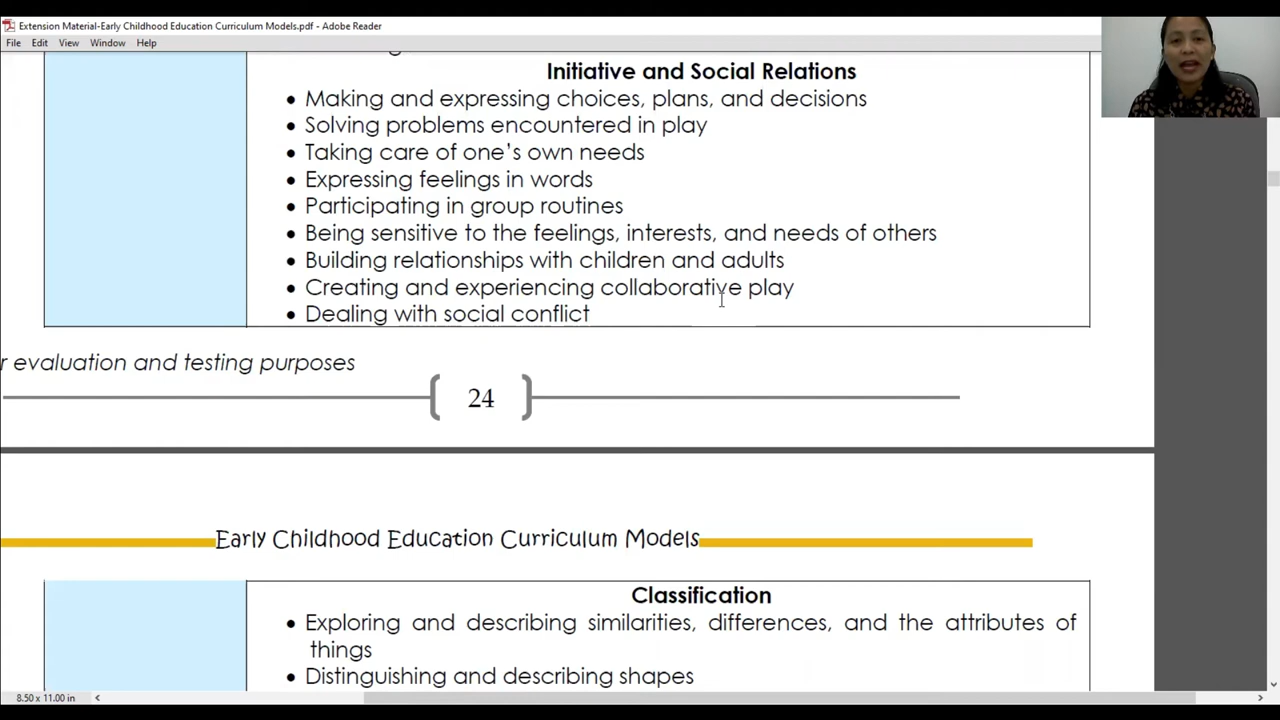 Extension Material-Early Childhood Education Curriculum Models.pdf - Adobe Reader
File Edit View Window Help
Initiative and Social Relations
• Making and expressing choices, plans, and decisions
• Solving problems encountered in play
• Taking care of one's own needs
• Expressing feelings in words
• Participating in group routines
• Being sensitive to the feelings, interests, and needs of others
• Building relationships with children and adults
• Creating and experiencing collaborative play
• Dealing with social conflict
r evaluation and testing purposes
24
Early Childhood Education Curriculum Models
Classification
• Exploring and describing similarities, differences, and the attributes of
things
• Distinguishing and describing shapes
8.50 x 11.00 in